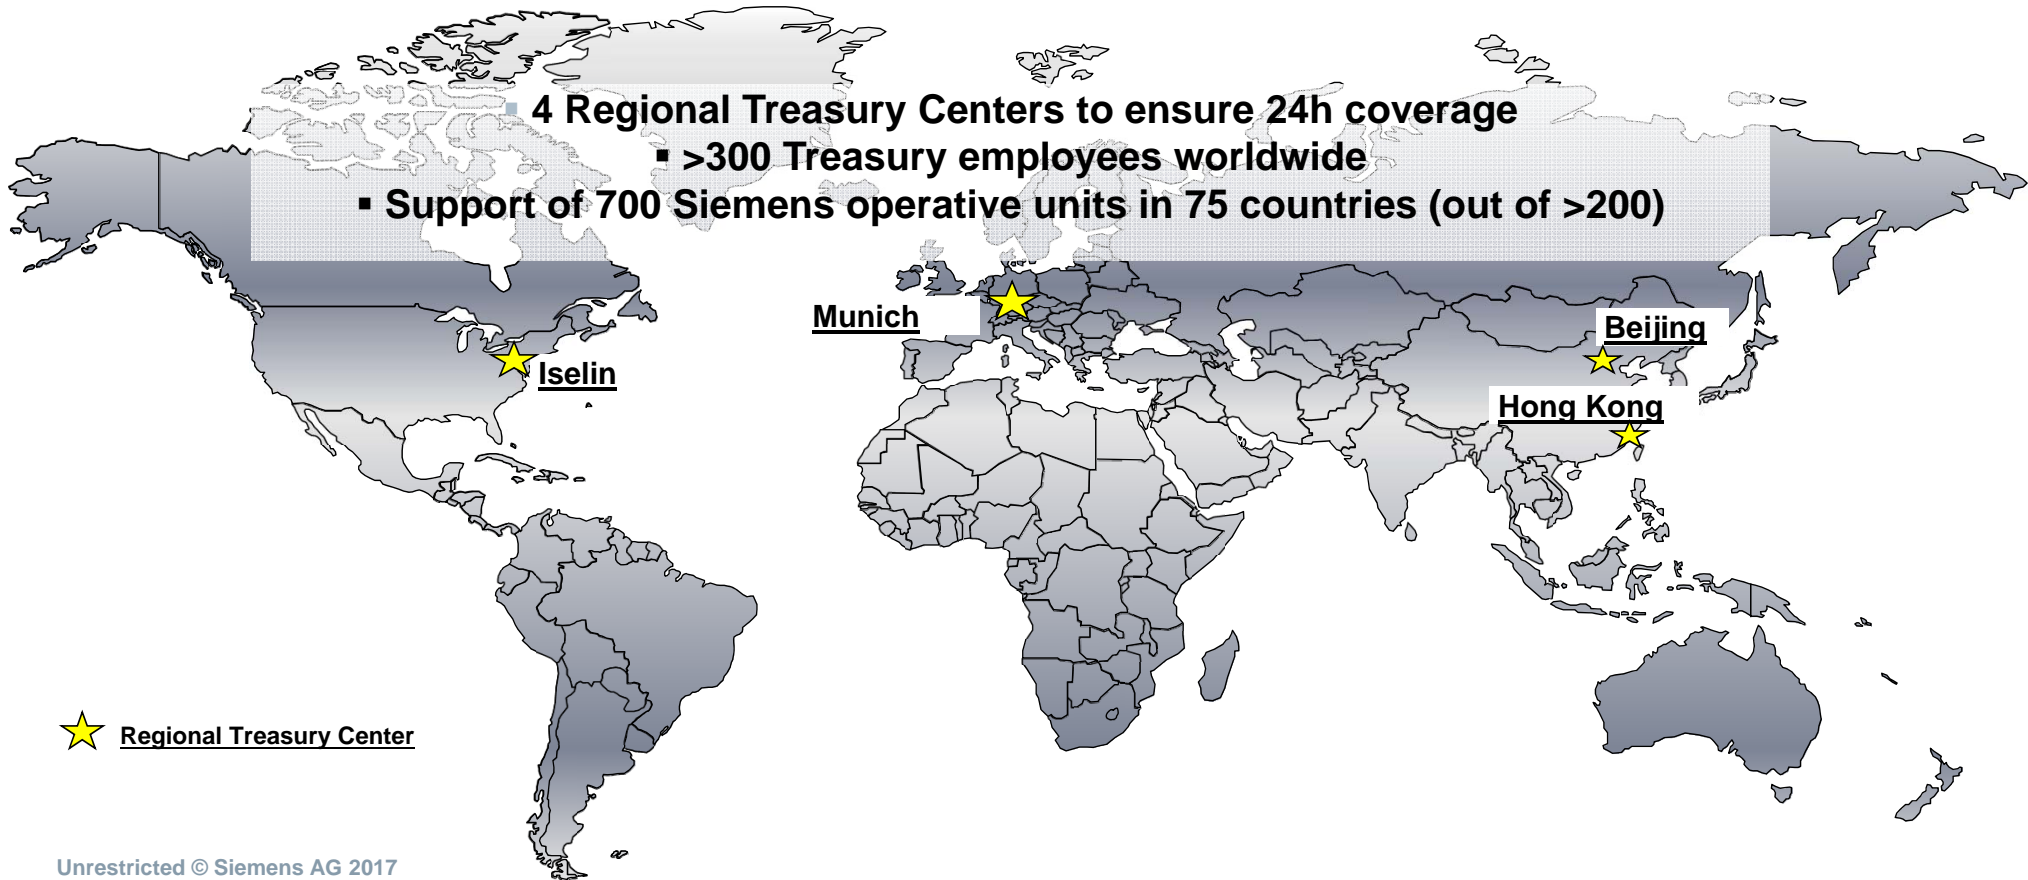 ▪ 4 Regional Treasury Centers to ensure 24h coverage
▪ >300 Treasury employees worldwide
▪ Support of 700 Siemens operative units in 75 countries (out of >200)
Munich
Beijing
Iselin
Hong Kong
Regional Treasury Center
Unrestricted © Siemens AG 2017